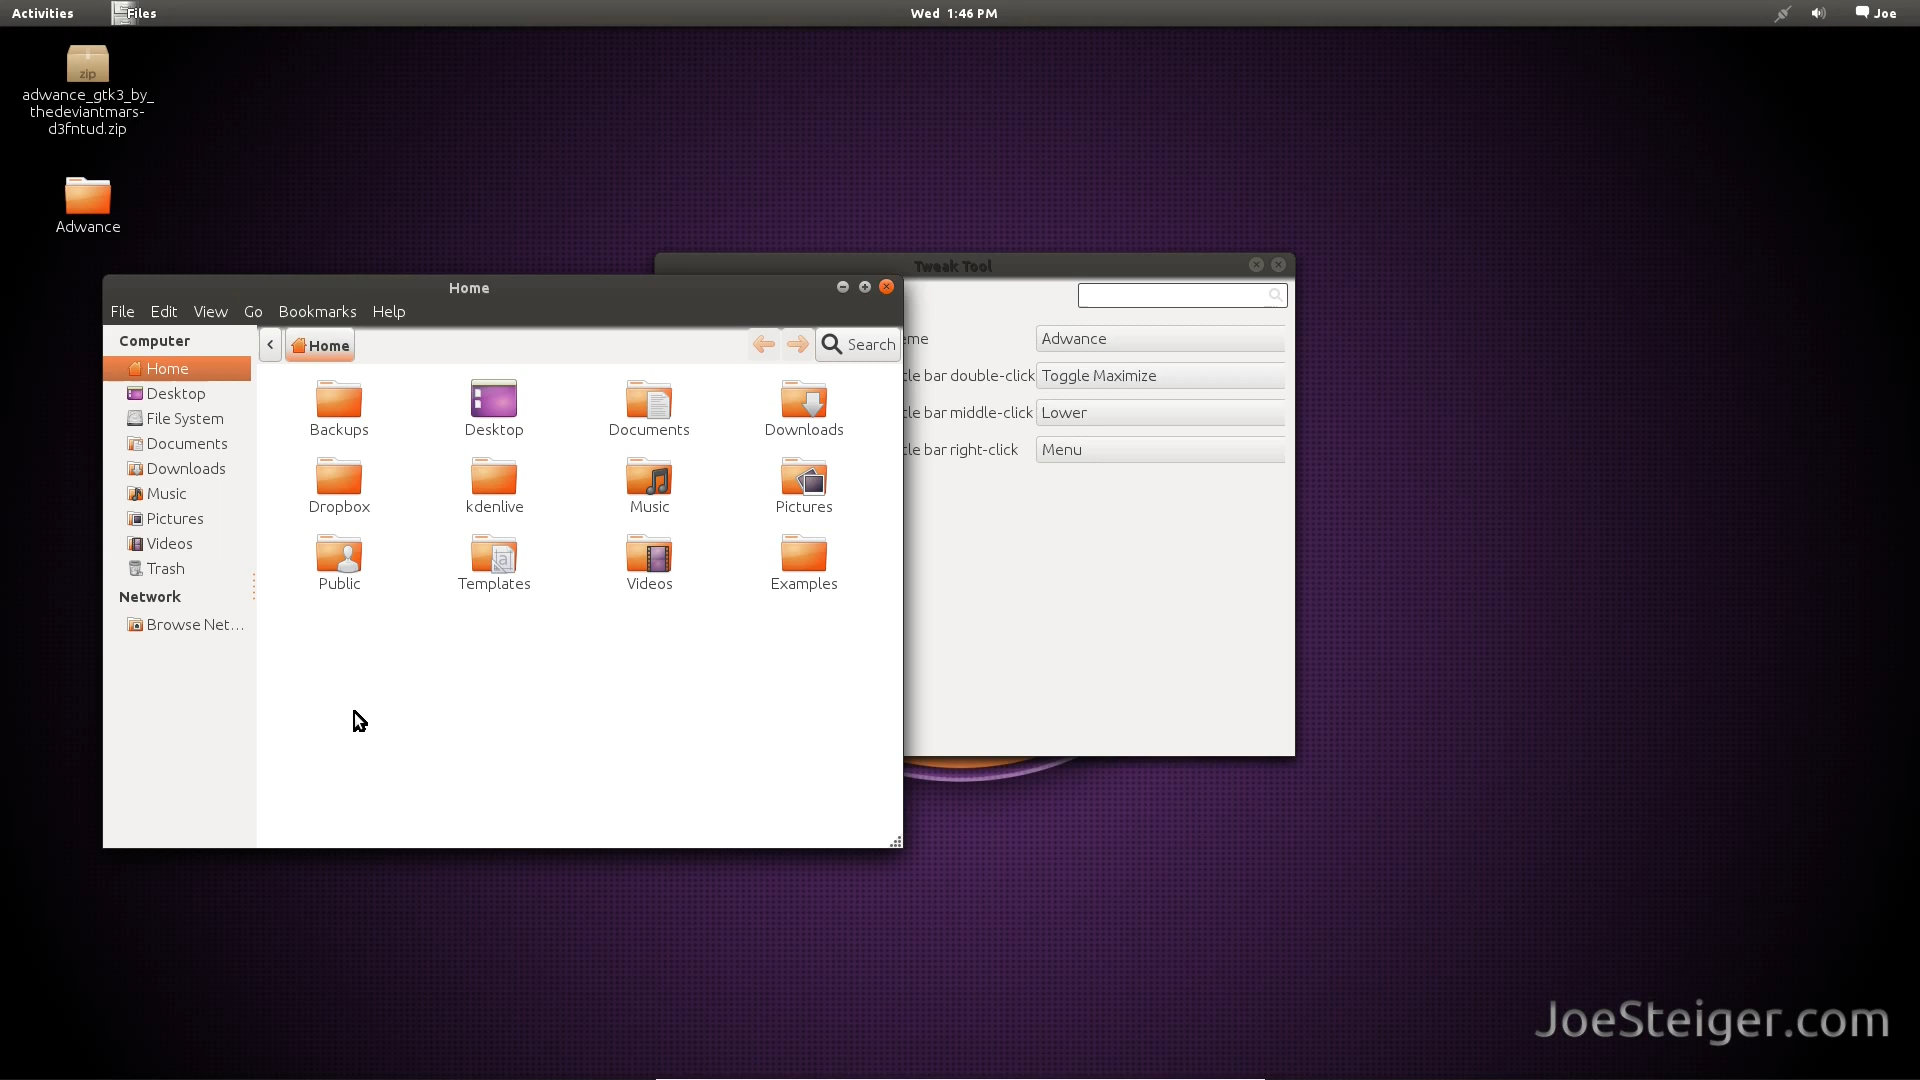 Activities
Files
Wed 1:46 PM
Joe
zip
adwance_gtk3_by_
thedeviantmars-
d3fntud.zip
Adwance
Tweak Tool
eme
Adwance
tle bar double-click
Toggle Maximize
tle bar middle-click
Lower
tle bar right-click
Menu
Home
File Edit View Go Bookmarks Help
Computer
Home
Desktop
File System
Documents
Downloads
Music
Pictures
Videos
Trash
Network
Browse Net...
Home
Search
Backups
Desktop
Documents
Downloads
Dropbox
kdenlive
Music
Pictures
Public
Templates
Videos
Examples
JoeSteiger.com